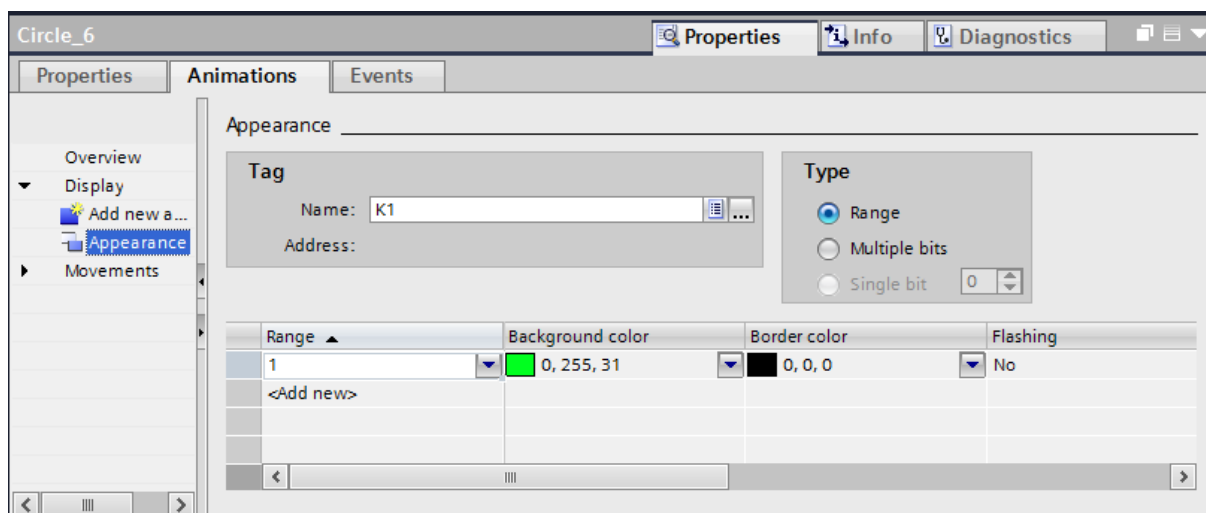 Circle_6
Properties Info Diagnostics
Properties Animations Events
Appearance
Overview
Display
Add new a...
Appearance
Movements
Tag
Name: K1 ...
Address:
Type
Range
Multiple bits
Single bit 0
Range Background color Border color Flashing
1 0, 255, 31 0, 0, 0 No
<Add new>